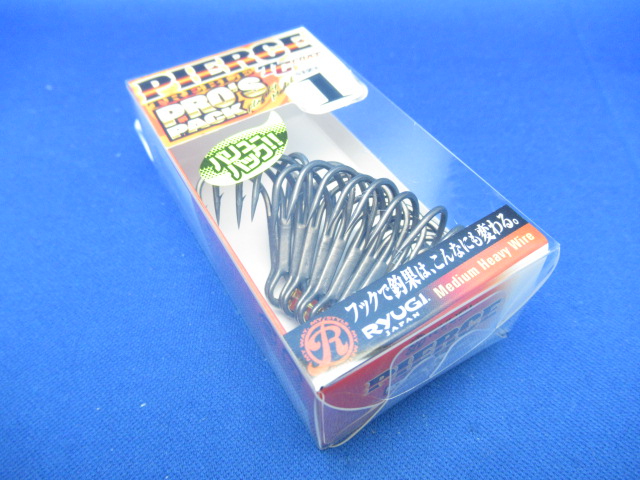 PIERCE
PRO'S
PACK
1
バリュー
パック!!
フックで釣果は、こんなにも変わる。
RYUGI
JAPAN
Medium Heavy Wire
R
PIERCE